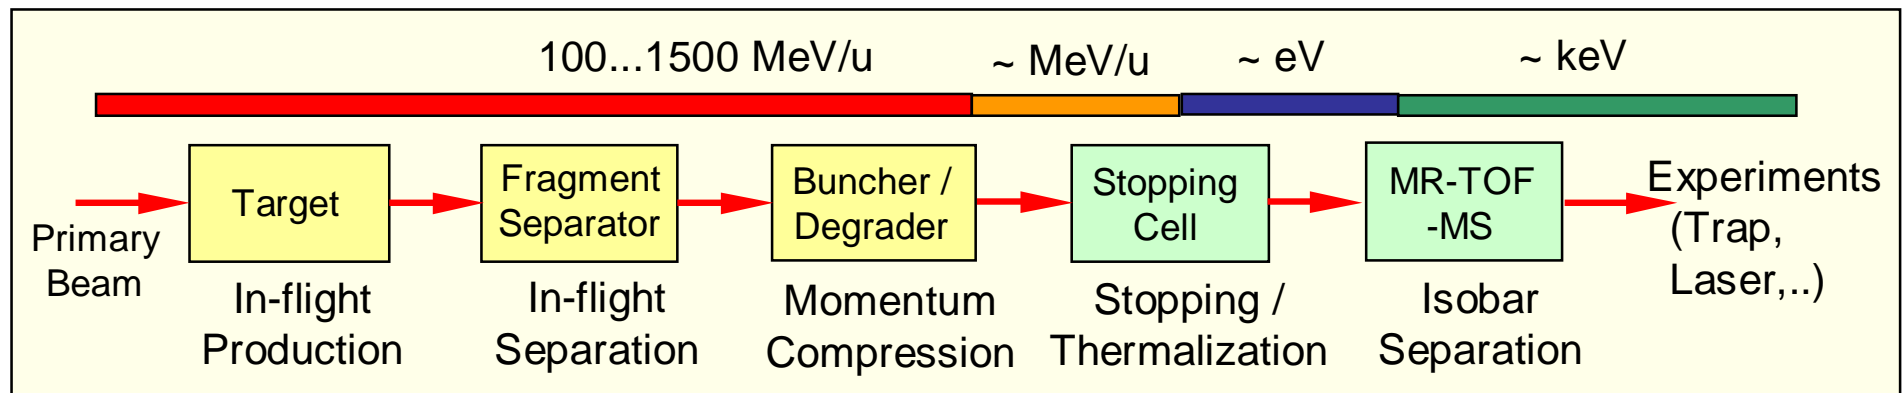 100...1500 MeV/u
~ MeV/u
~ eV
~ keV
Primary
Beam
Target
In-flight
Production
Fragment
Separator
In-flight
Separation
Buncher /
Degrader
Momentum
Compression
Stopping
Cell
Stopping /
Thermalization
MR-TOF
-MS
Isobar
Separation
Experiments
(Trap,
Laser,..)